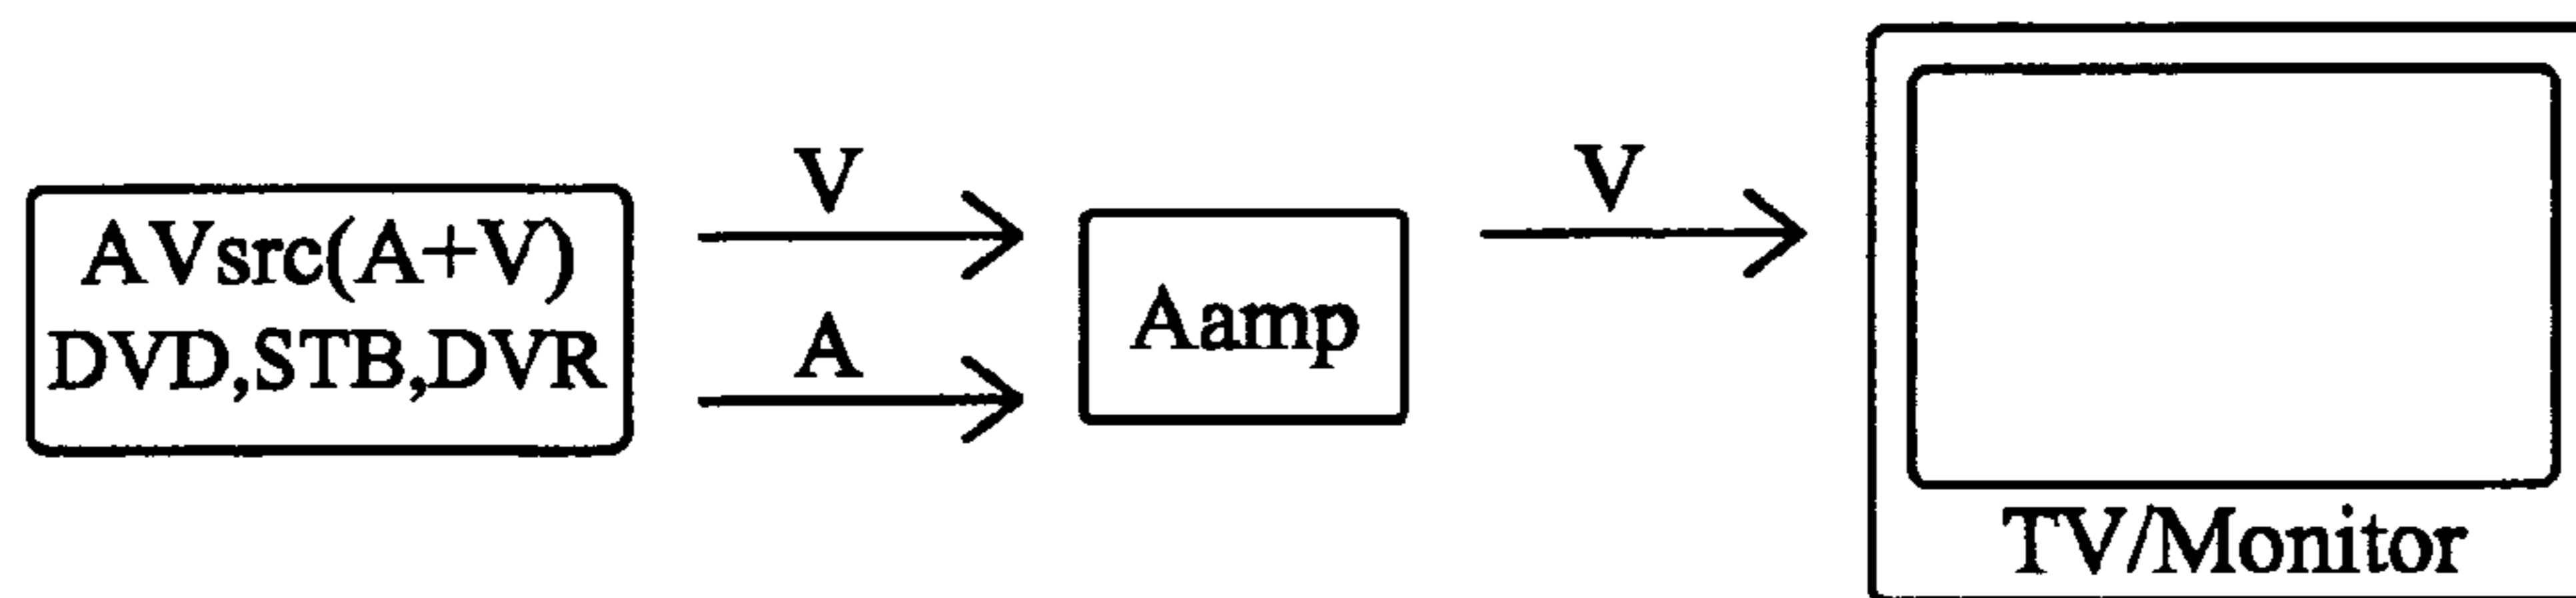 AVsrc(A+V)
DVD,STB,DVR
V
A
Aamp
V
TV/Monitor